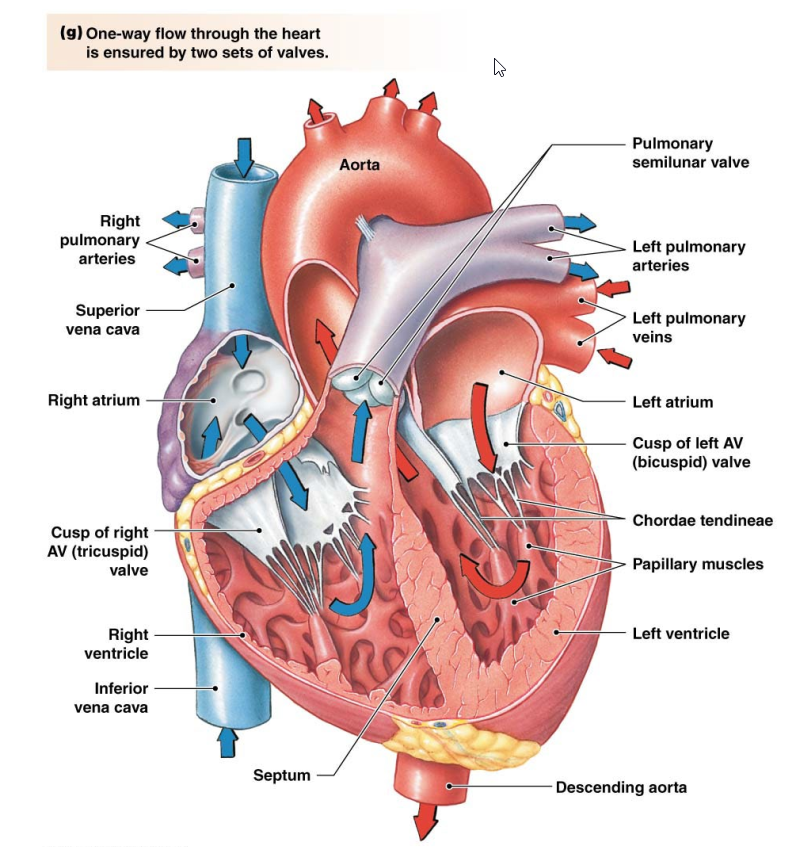 (g) One-way flow through the heart
is ensured by two sets of valves.
Aorta
Pulmonary
semilunar valve
Right
pulmonary
arteries
Left pulmonary
arteries
Superior
vena cava
Left pulmonary
veins
Right atrium
Left atrium
Cusp of left AV
(bicuspid) valve
Cusp of right
AV (tricuspid)
valve
Chordae tendineae
Papillary muscles
Right
ventricle
Left ventricle
Inferior
vena cava
Septum
Descending aorta